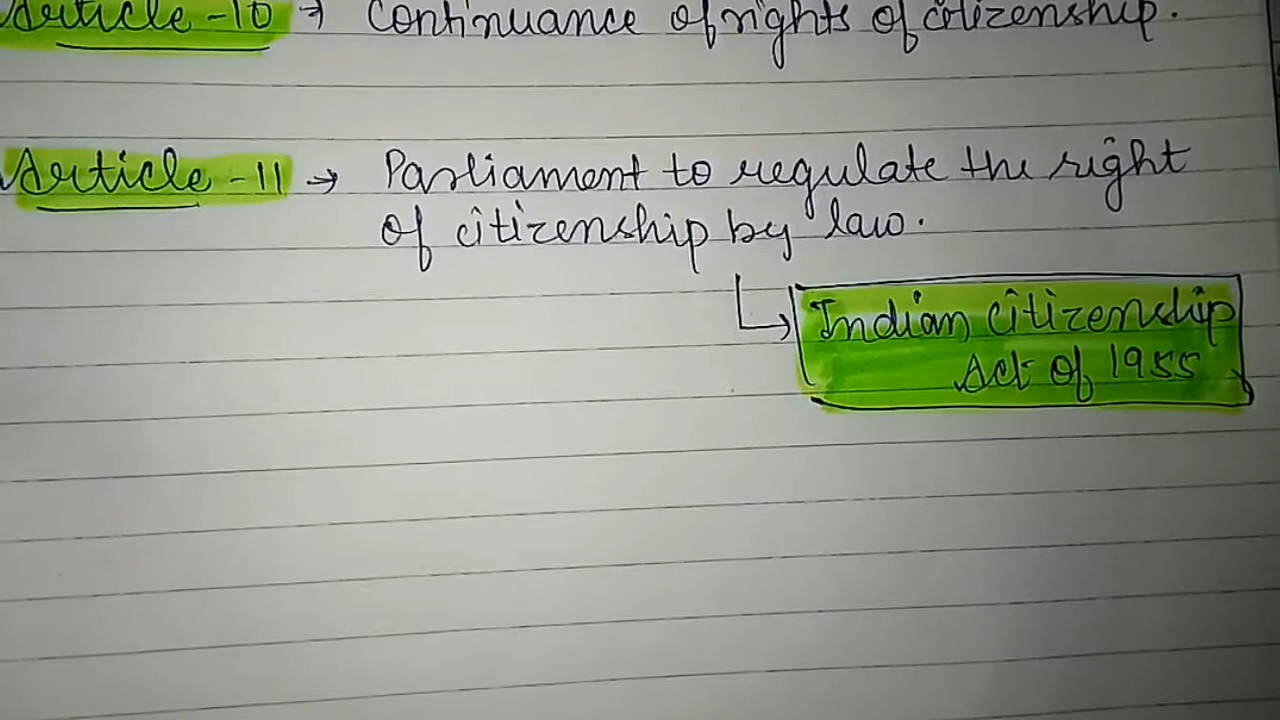 Article -10 → Continuance of rights of citizenship.
Article -11 → Parliament to regulate the right
of citizenship by law.
Indian citizenship
Act of 1955